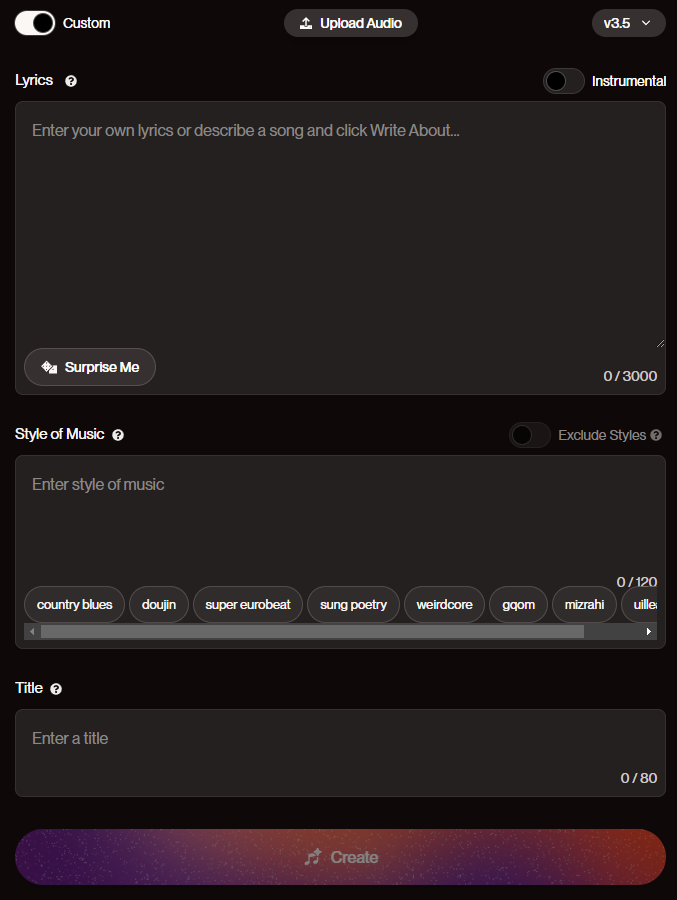 Custom
Upload Audio
v3.5
Lyrics
Instrumental
Enter your own lyrics or describe a song and click Write About...
Surprise Me
0 / 3000
Style of Music
Exclude Styles
Enter style of music
0 / 120
country blues
doujin
super eurobeat
sung poetry
weirdcore
gqom
mizrahi
Title
Enter a title
0 / 80
Create